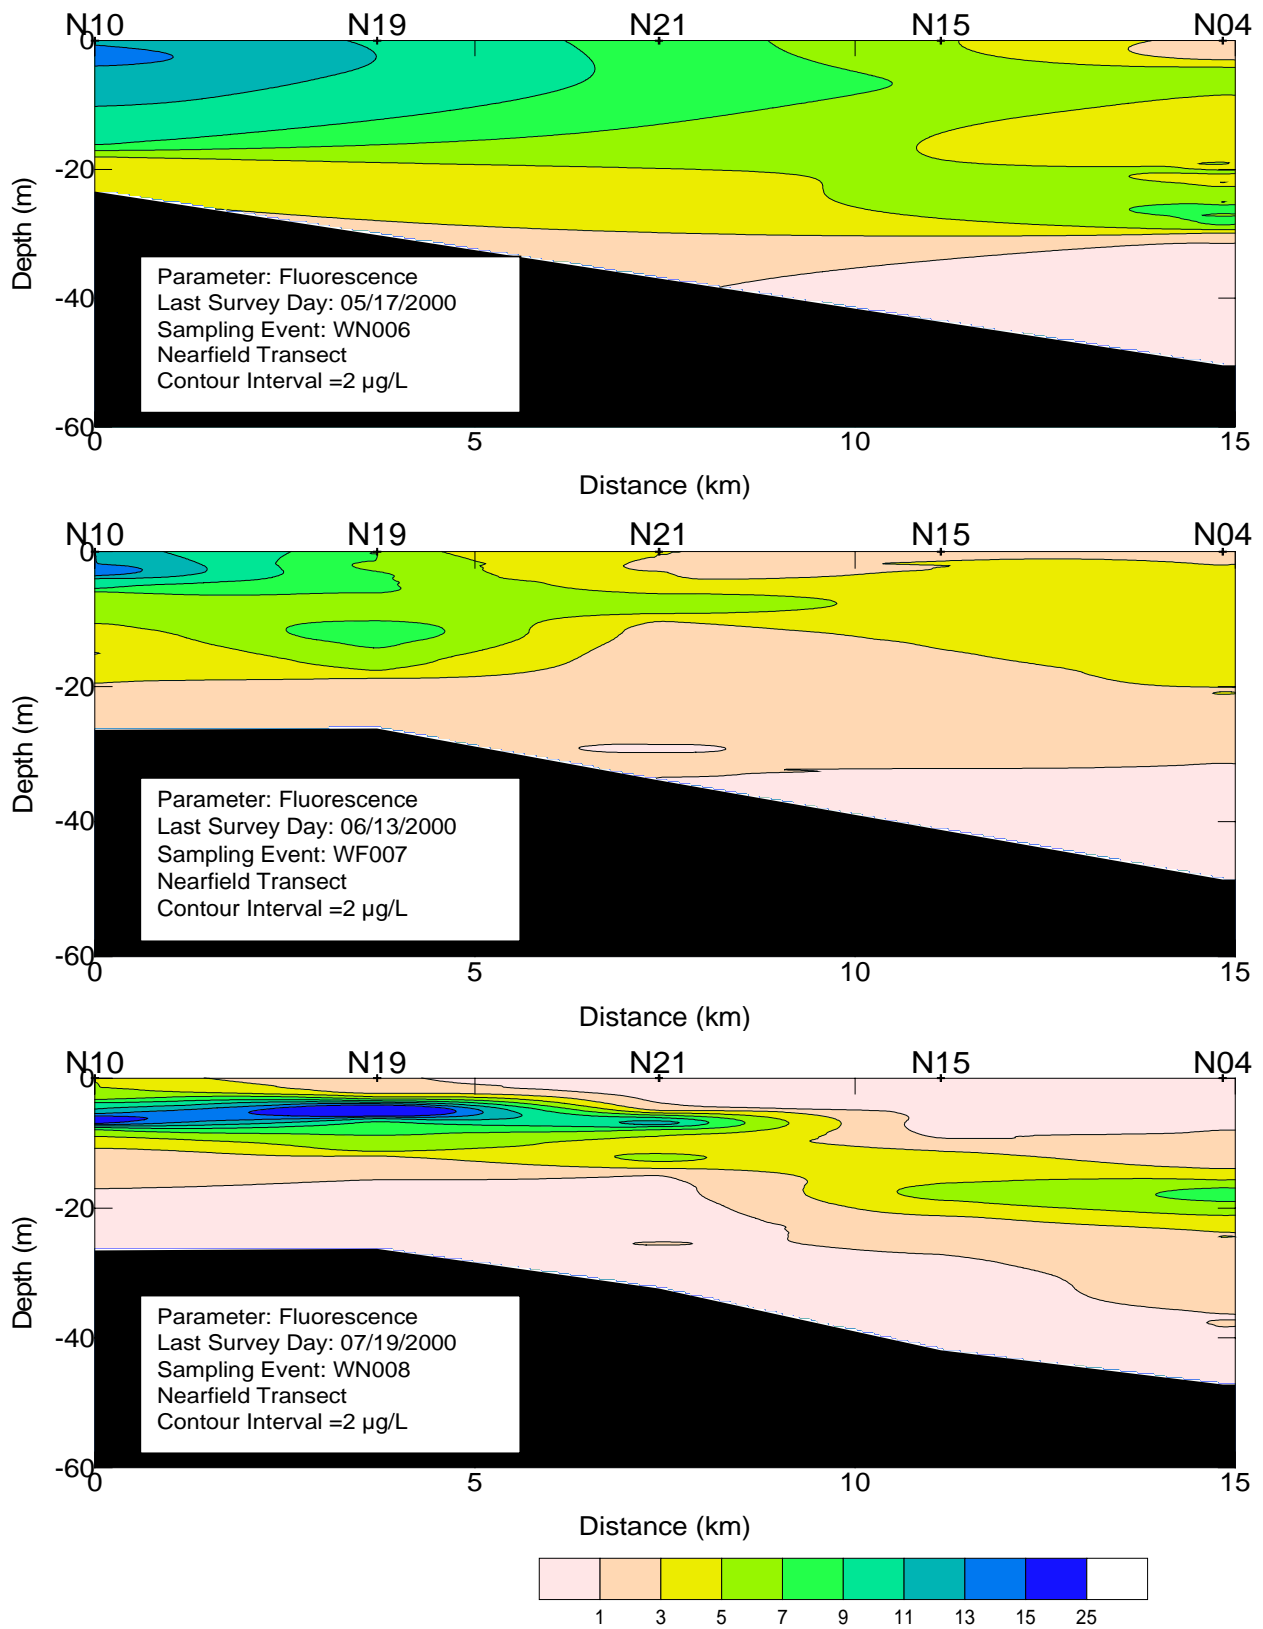 N10 N19 N21 N15 N04
0
-20
-40
-60
Depth (m)
Parameter: Fluorescence
Last Survey Day: 05/17/2000
Sampling Event: WN006
Nearfield Transect
Contour Interval =2 µg/L
0 5 10 15
Distance (km)
N10 N19 N21 N15 N04
0
-20
-40
-60
Depth (m)
Parameter: Fluorescence
Last Survey Day: 06/13/2000
Sampling Event: WF007
Nearfield Transect
Contour Interval =2 µg/L
0 5 10 15
Distance (km)
N10 N19 N21 N15 N04
0
-20
-40
-60
Depth (m)
Parameter: Fluorescence
Last Survey Day: 07/19/2000
Sampling Event: WN008
Nearfield Transect
Contour Interval =2 µg/L
0 5 10 15
Distance (km)
1 3 5 7 9 11 13 15 25